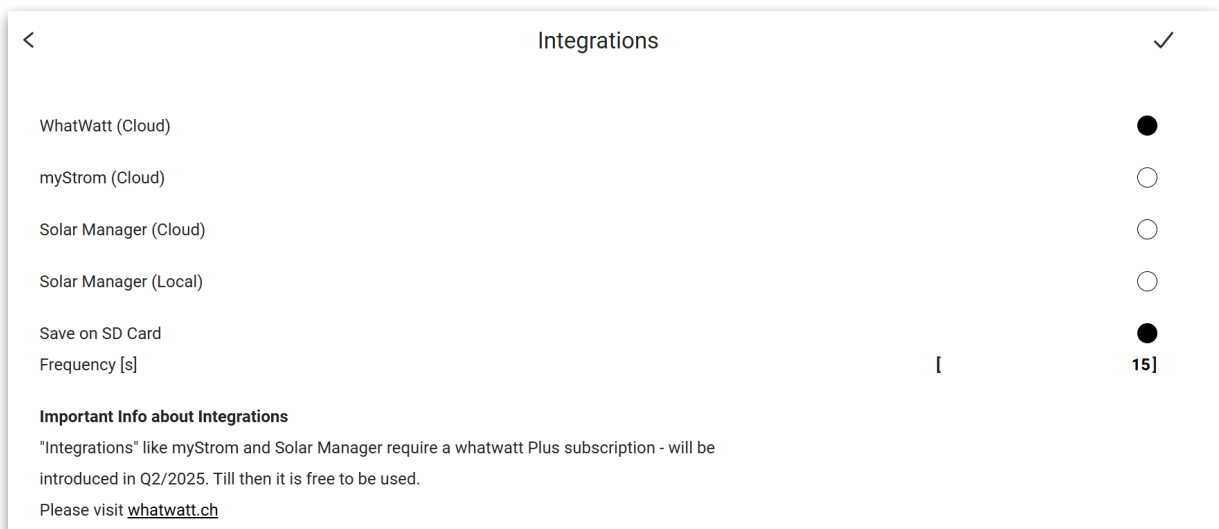 Integrations
WhatWatt (Cloud)
myStrom (Cloud)
Solar Manager (Cloud)
Solar Manager (Local)
Save on SD Card
Frequency [s] [ 15]
Important Info about Integrations
"Integrations" like myStrom and Solar Manager require a whatwatt Plus subscription - will be
introduced in Q2/2025. Till then it is free to be used.
Please visit whatwatt.ch